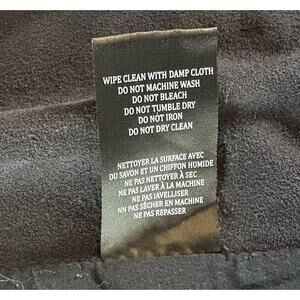 WIPE CLEAN WITH DAMP CLOTH
DO NOT MACHINE WASH
DO NOT BLEACH
DO NOT TUMBLE DRY
DO NOT IRON
DO NOT DRY CLEAN
NETTOYER LA SURFACE AVEC
DU SAVON ET UN CHIFFON HUMIDE
NE PAS NETTOYER À SEC
NE PAS LAVER À LA MACHINE
NE PAS JAVELLISER
NN PAS SÉCHER EN MACHINE
NE PAS REPASSER